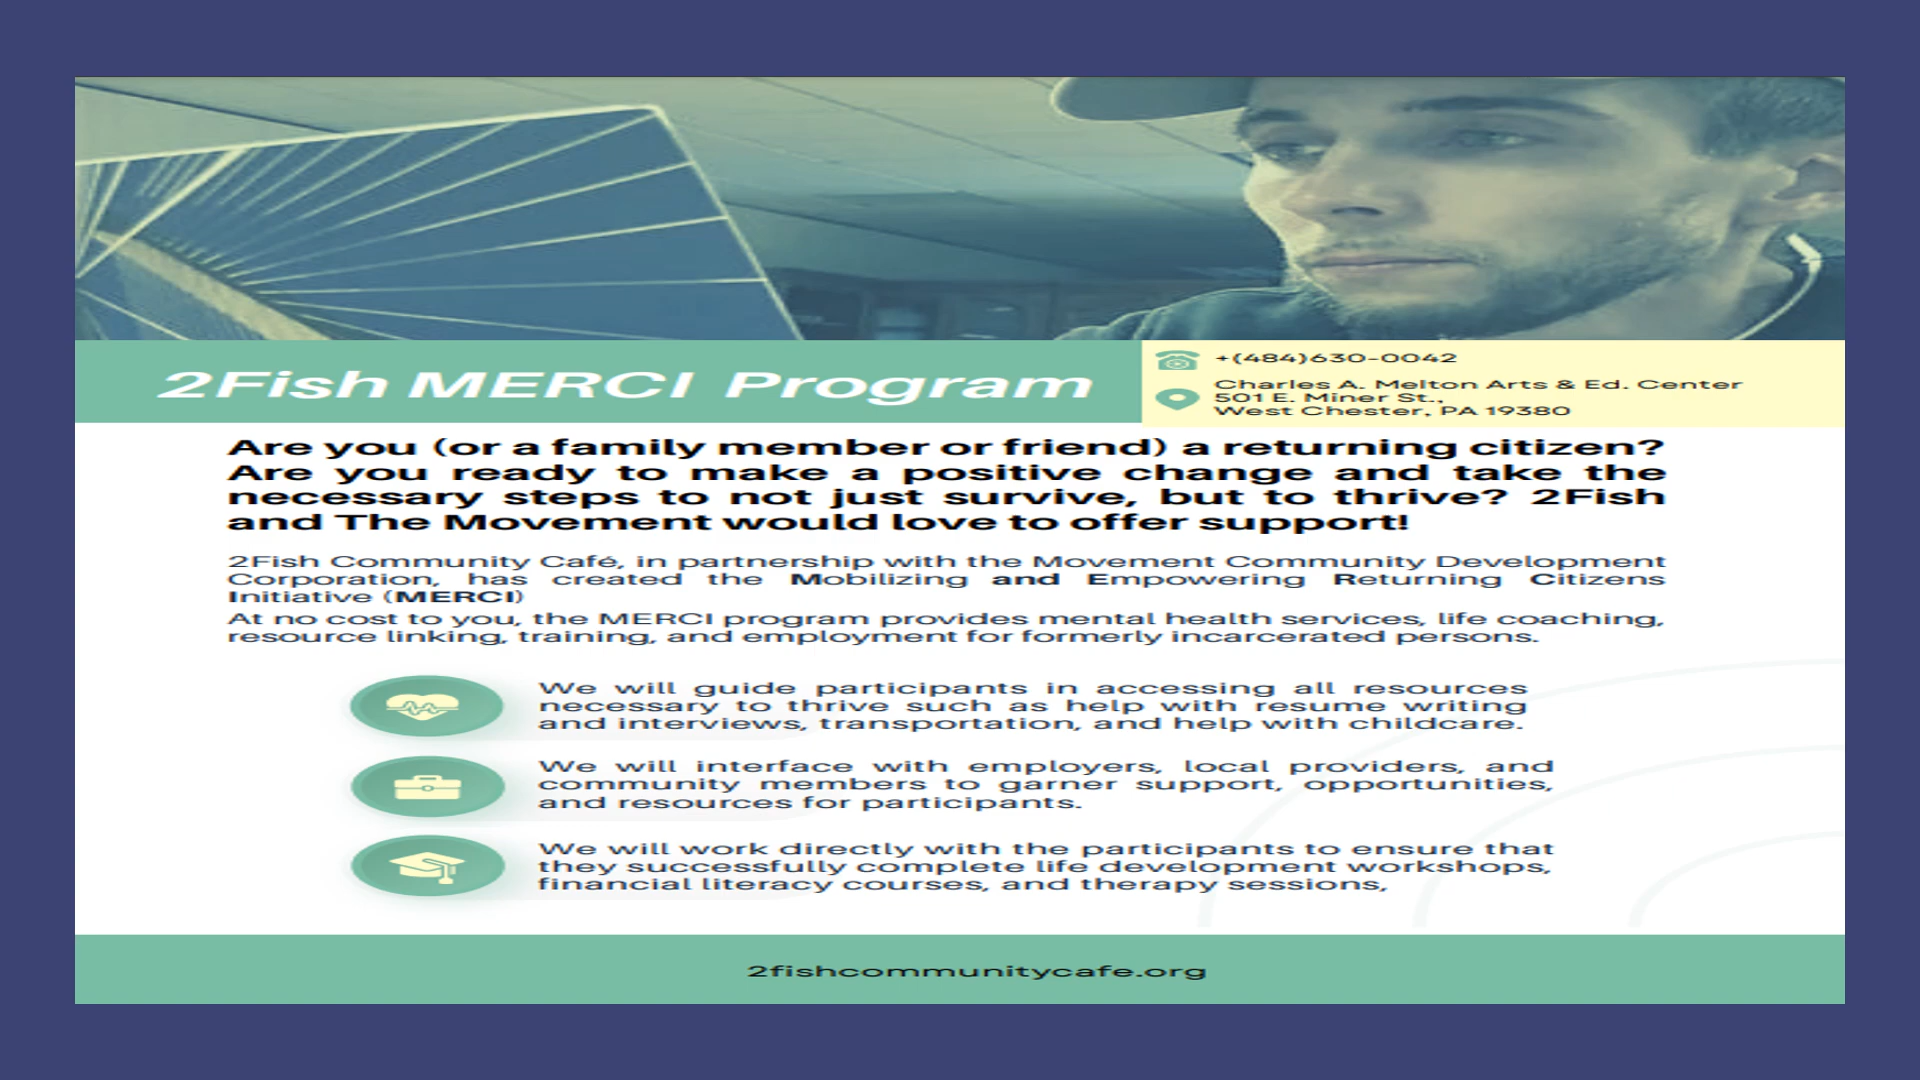 2Fish MERCI Program
+(484)630-0042
Charles A. Melton Arts & Ed. Center
501 E. Miner St.,
West Chester, PA 19380
Are you (or a family member or friend) a returning citizen?
Are you ready to make a positive change and take the
necessary steps to not just survive, but to thrive? 2Fish
and The Movement would love to offer support!
2Fish Community Café, in partnership with the Movement Community Development
Corporation, has created the Mobilizing and Empowering Returning Citizens
Initiative (MERCI)
At no cost to you, the MERCI program provides mental health services, life coaching,
resource linking, training, and employment for formerly incarcerated persons.
We will guide participants in accessing all resources
necessary to thrive such as help with resume writing
and interviews, transportation, and help with childcare.
We will interface with employers, local providers, and
community members to garner support, opportunities,
and resources for participants.
We will work directly with the participants to ensure that
they successfully complete life development workshops,
financial literacy courses, and therapy sessions,
2fishcommunitycafe.org